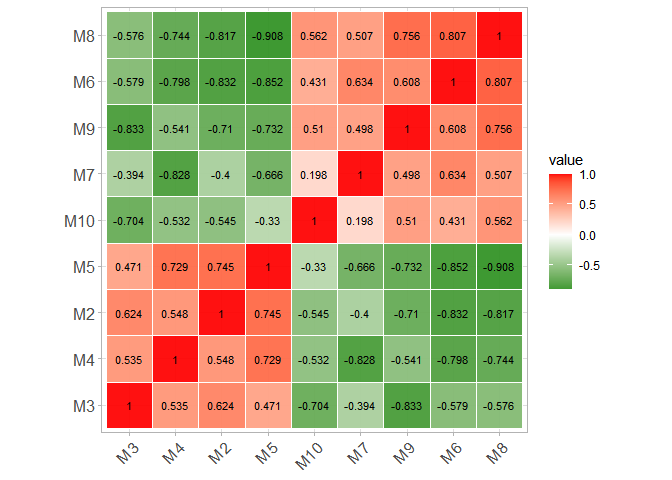 M8 -0.576 -0.744 -0.817 -0.908 0.562 0.507 0.756 0.807 1
M6 -0.579 -0.798 -0.832 -0.852 0.431 0.634 0.608 1 0.807
M9 -0.833 -0.541 -0.71 -0.732 0.51 0.498 1 0.608 0.756
M7 -0.394 -0.828 -0.4 -0.666 0.198 1 0.498 0.634 0.507
M10 -0.704 -0.532 -0.545 -0.33 1 0.198 0.51 0.431 0.562
M5 0.471 0.729 0.745 1 -0.33 -0.666 -0.732 -0.852 -0.908
M2 0.624 0.548 1 0.745 -0.545 -0.4 -0.71 -0.832 -0.817
M4 0.535 1 0.548 0.729 -0.532 -0.828 -0.541 -0.798 -0.744
M3 1 0.535 0.624 0.471 -0.704 -0.394 -0.833 -0.579 -0.576
M3 M4 M2 M5 M10 M7 M9 M6 M8
value
1.0
0.5
0.0
-0.5